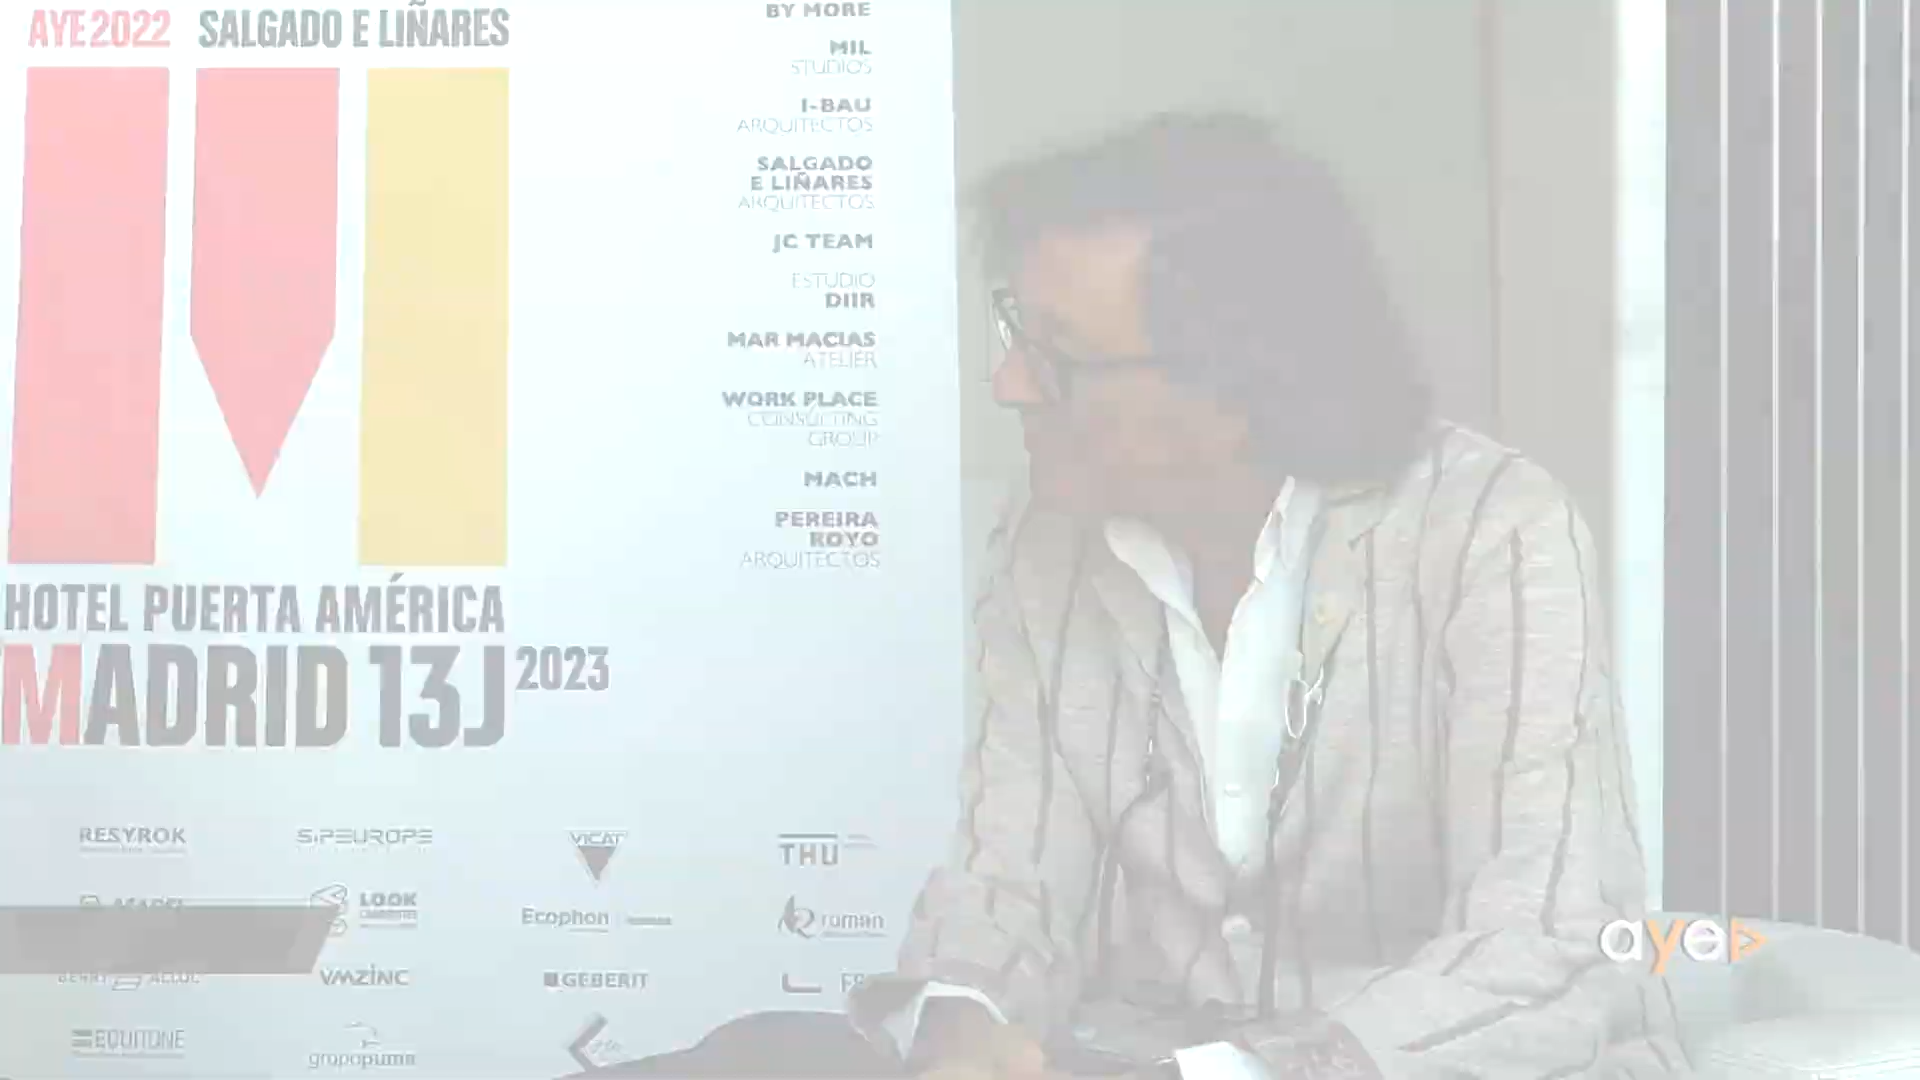 AYE2022 SALGADO E LIÑARES
HOTEL PUERTA AMÉRICA
MADRID 13J 2023
BY MORE
MIL
STUDIOS
I-BAU
ARQUITECTOS
SALGADO
E LIÑARES
ARQUITECTOS
JC TEAM
ESTUDIO
DIIR
MAR MACIAS
ATELIER
WORK PLACE
CONSULTING
GROUP
MACH
PEREIRA
ROYO
ARQUITECTOS
RESYROK
SIPEUROPE
VICAT
THU
LOOK
Ecophon
roman
VMZINC
GEBERIT
EQUITONE
grupopuma
aye